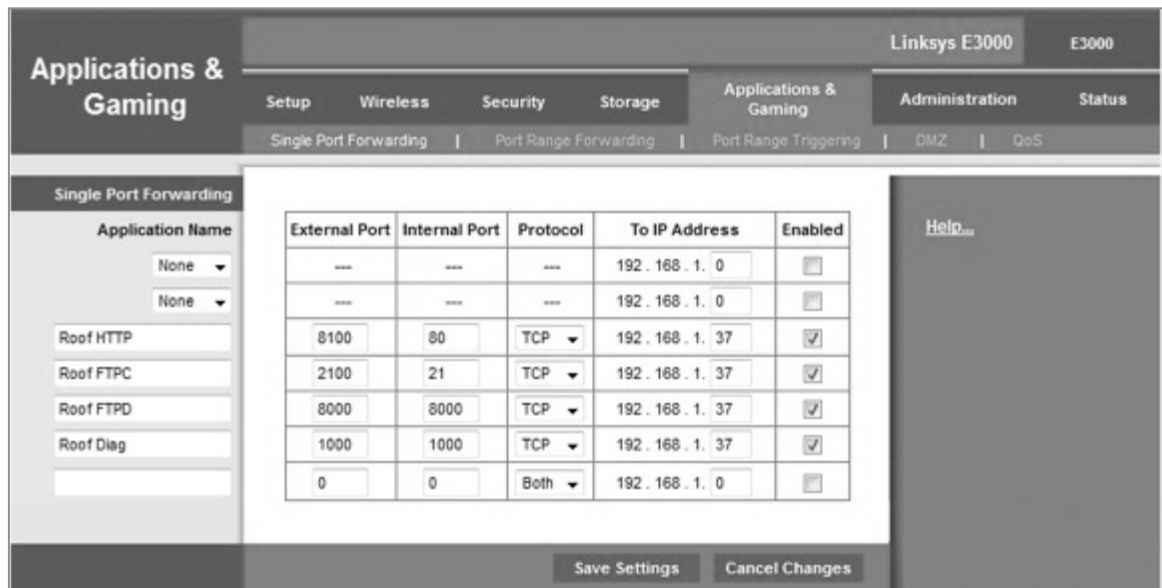 Linksys E3000 E3000
Applications & Gaming
Setup Wireless Security Storage Applications & Gaming Administration Status
Single Port Forwarding | Port Range Forwarding | Port Range Triggering | DMZ | QoS
Single Port Forwarding
Help...
Application Name External Port Internal Port Protocol To IP Address Enabled
None --- --- --- 192 . 168 . 1. 0
None --- --- --- 192 . 168 . 1. 0
Roof HTTP 8100 80 TCP 192 . 168 . 1. 37
Roof FTPC 2100 21 TCP 192 . 168 . 1. 37
Roof FTPD 8000 8000 TCP 192 . 168 . 1. 37
Roof Diag 1000 1000 TCP 192 . 168 . 1. 37
0 0 Both 192 . 168 . 1. 0
Save Settings Cancel Changes